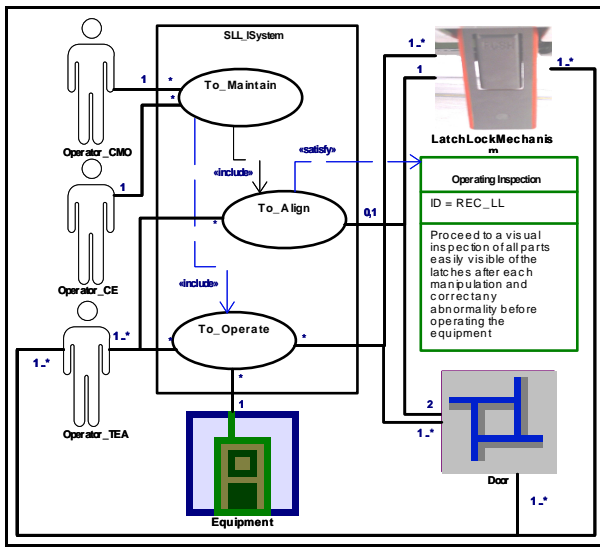 SLL_ISystem
1..*
1
*
To_Maintain
*
1
1..*
Operator_CMO
«satisfy»
LatchLockMechanis
m
«include»
Operating Inspection
1
ID = REC_LL
To_Align
0,1
*
Proceed to a visual
inspection of all parts
easily visible of the
latches after each
manipulation and
correct any
abnormality before
operating the
equipment
Operator_CE
«include»
To_Operate
1..*
*
*
1..*
*
Operator_TEA
1
2
1..*
Door
1..*
Equipment